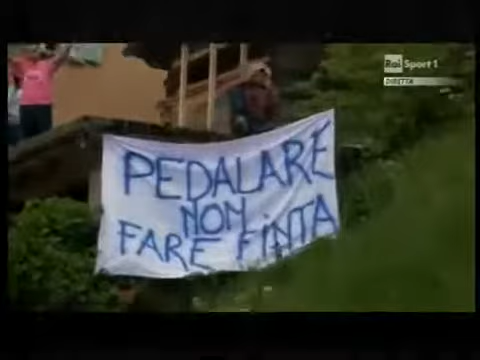 Rai Sport 1
DIRETTA
PEDALARE
NON
FARE FINTA